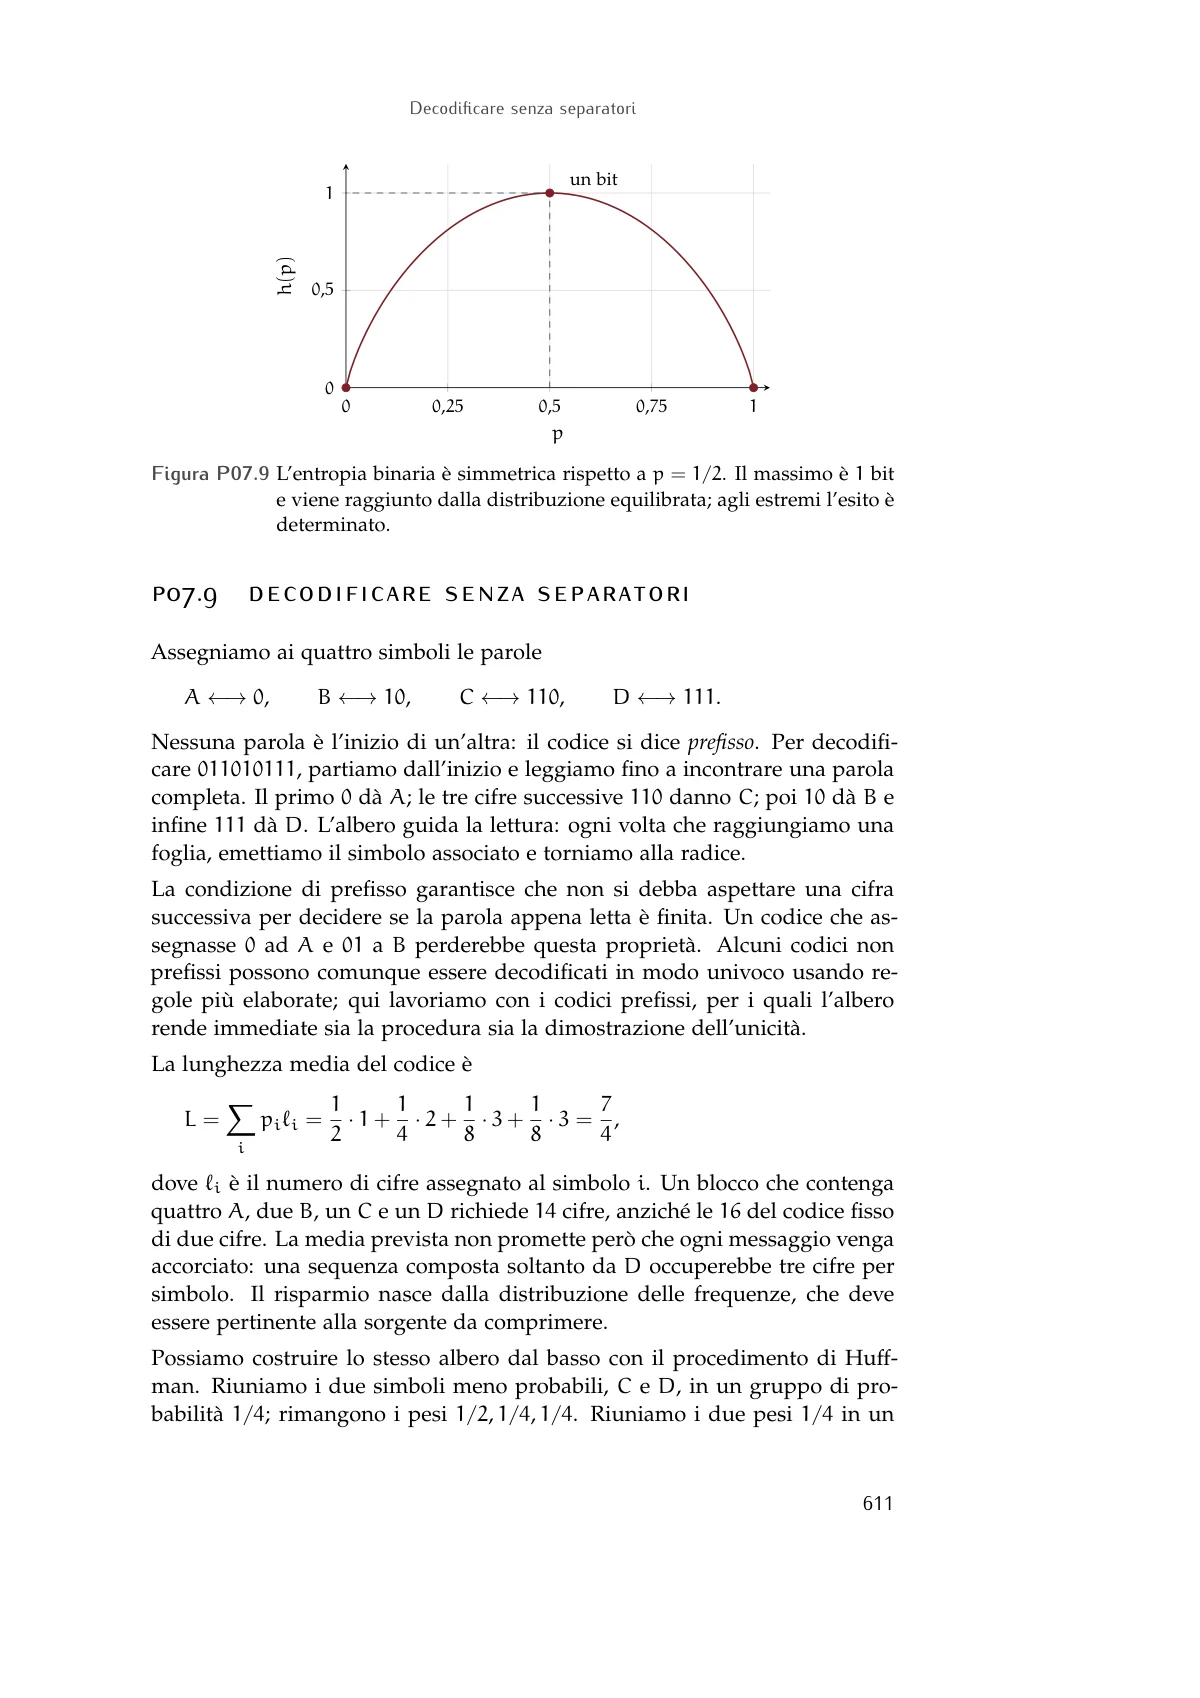 Decodificare senza separatori
un bit
1
h(p)
0,5
0
0 0,25 0,5 0,75 1
p
Figura P07.9 L'entropia binaria è simmetrica rispetto a p = 1/2. Il massimo è 1 bit
e viene raggiunto dalla distribuzione equilibrata; agli estremi l'esito è
determinato.
P07.9 DECODIFICARE SENZA SEPARATORI
Assegniamo ai quattro simboli le parole
A ⟷ 0, B ⟷ 10, C ⟷ 110, D ⟷ 111.
Nessuna parola è l'inizio di un'altra: il codice si dice prefisso. Per decodifi-
care 011010111, partiamo dall'inizio e leggiamo fino a incontrare una parola
completa. Il primo 0 dà A; le tre cifre successive 110 danno C; poi 10 dà B e
infine 111 dà D. L'albero guida la lettura: ogni volta che raggiungiamo una
foglia, emettiamo il simbolo associato e torniamo alla radice.
La condizione di prefisso garantisce che non si debba aspettare una cifra
successiva per decidere se la parola appena letta è finita. Un codice che as-
segnasse 0 ad A e 01 a B perderebbe questa proprietà. Alcuni codici non
prefissi possono comunque essere decodificati in modo univoco usando re-
gole più elaborate; qui lavoriamo con i codici prefissi, per i quali l'albero
rende immediate sia la procedura sia la dimostrazione dell'unicità.
La lunghezza media del codice è
L = ∑_i p_i ℓ_i = 1/2 · 1 + 1/4 · 2 + 1/8 · 3 + 1/8 · 3 = 7/4,
dove ℓ_i è il numero di cifre assegnato al simbolo i. Un blocco che contenga
quattro A, due B, un C e un D richiede 14 cifre, anziché le 16 del codice fisso
di due cifre. La media prevista non promette però che ogni messaggio venga
accorciato: una sequenza composta soltanto da D occuperebbe tre cifre per
simbolo. Il risparmio nasce dalla distribuzione delle frequenze, che deve
essere pertinente alla sorgente da comprimere.
Possiamo costruire lo stesso albero dal basso con il procedimento di Huff-
man. Riuniamo i due simboli meno probabili, C e D, in un gruppo di pro-
babilità 1/4; rimangono i pesi 1/2, 1/4, 1/4. Riuniamo i due pesi 1/4 in un
611